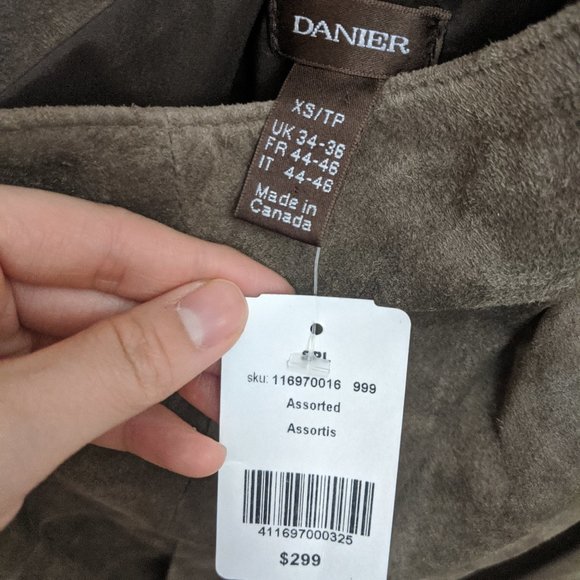 DANIER
XS/TP
UK 34-36
FR 44-46
IT 44-46
Made in
Canada
sku: 116970016 999
Assorted
Assortis
411697000325
$299